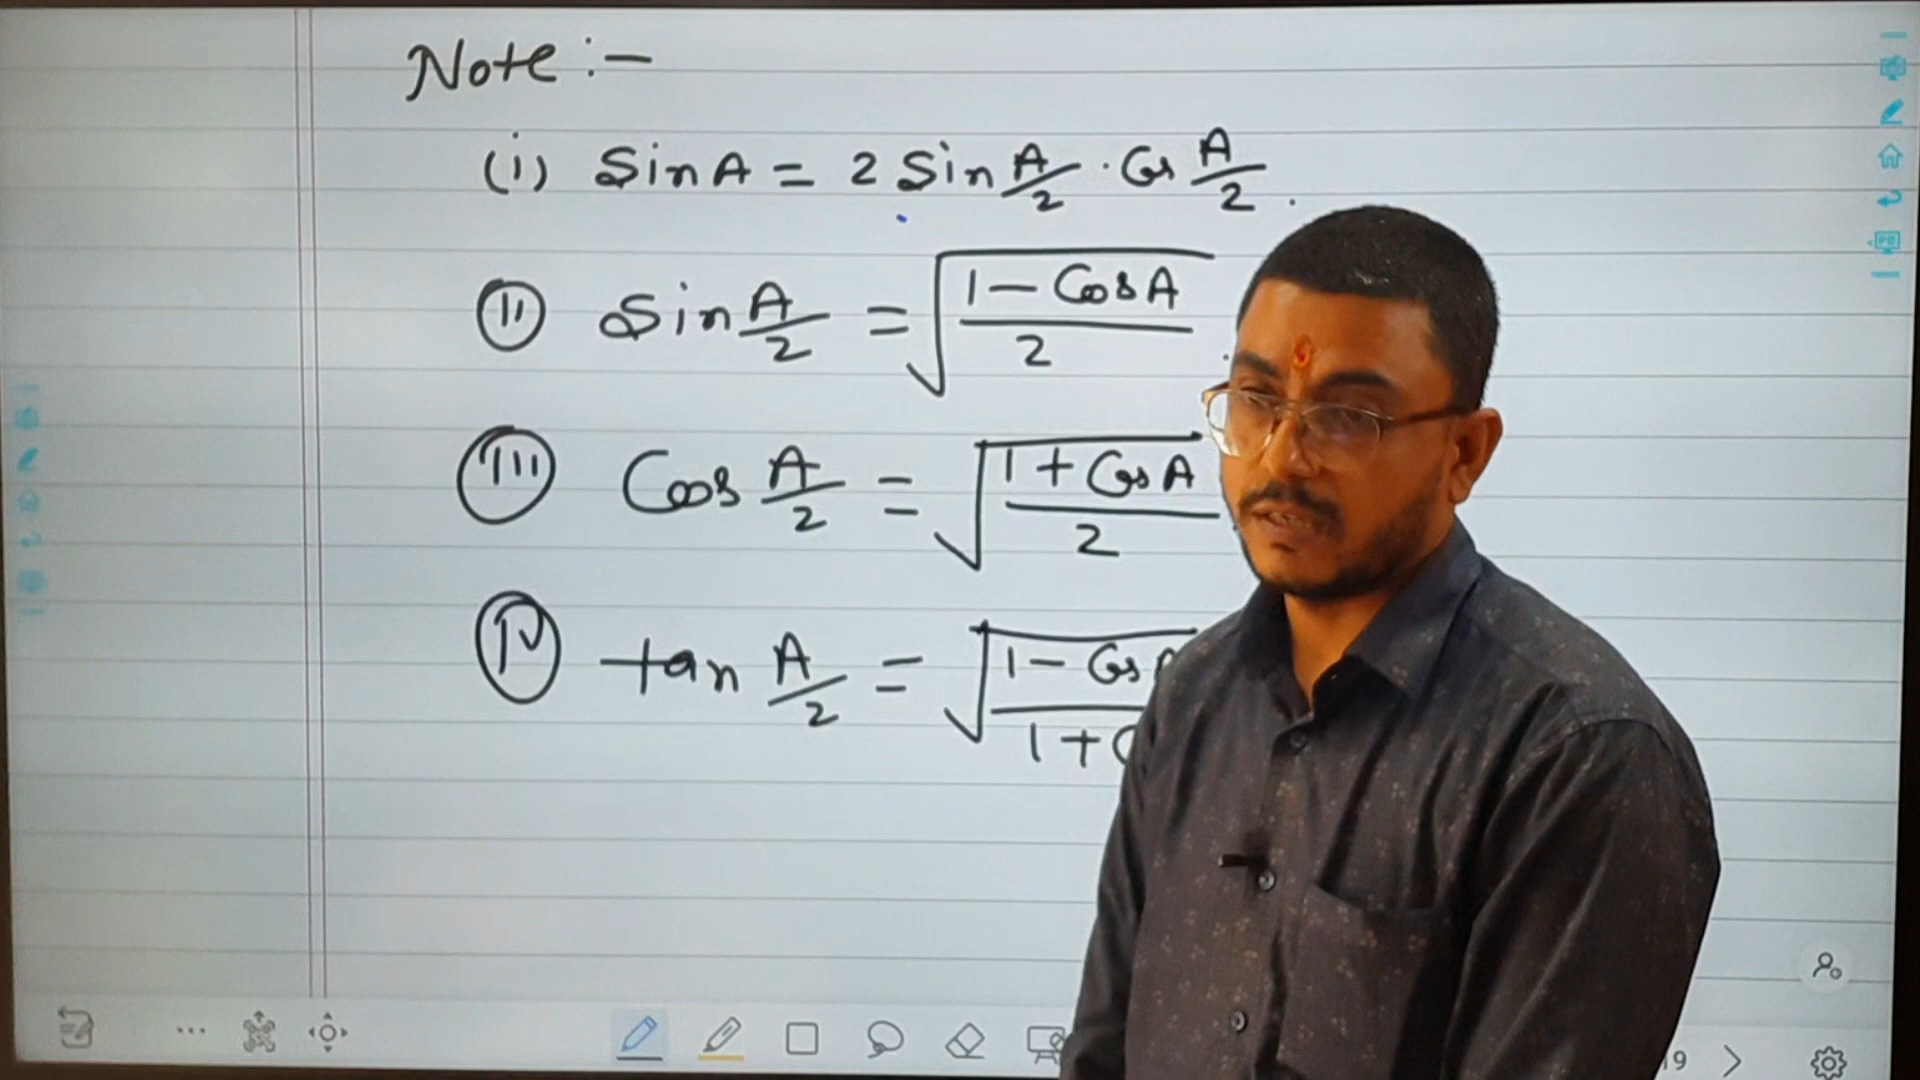 Note :-
(i) Sin A = 2 Sin A/2 · Cos A/2 .
(ii) Sin A/2 = √((1 - Cos A)/2)
(iii) Cos A/2 = √((1 + Cos A)/2)
(iv) tan A/2 = √((1 - Cos A)/(1 +
19